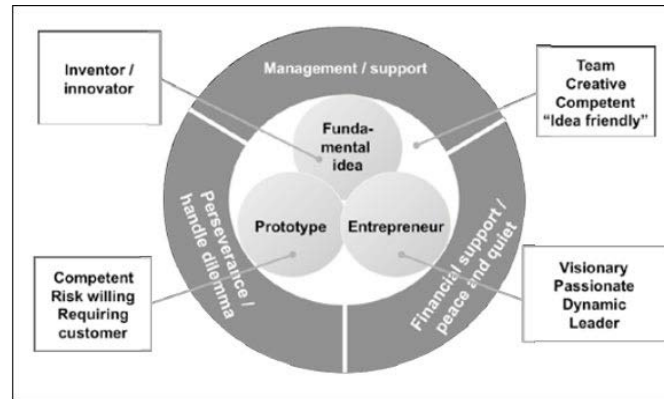 Inventor /
innovator
Management / support
Team
Creative
Competent
“Idea friendly”
Funda-
mental
idea
Prototype
Entrepreneur
Perseverance /
handle dilemma
Financial support /
peace and quiet
Competent
Risk willing
Requiring
customer
Visionary
Passionate
Dynamic
Leader